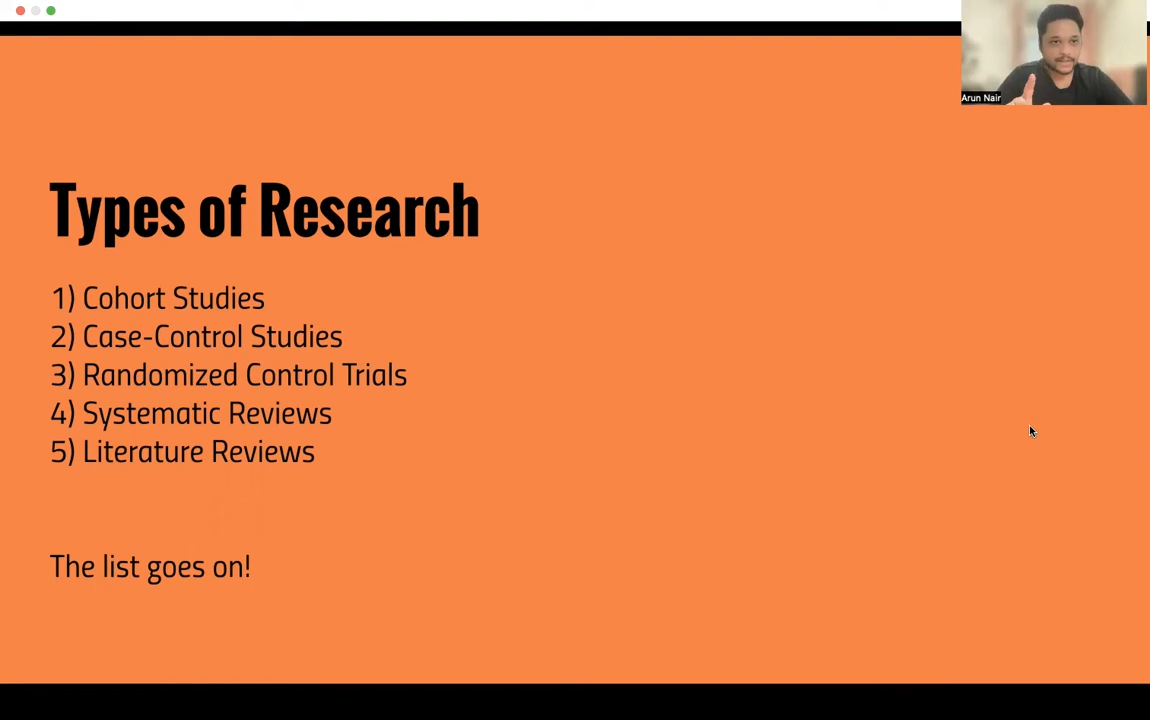 Arun Nair
Types of Research
1) Cohort Studies
2) Case-Control Studies
3) Randomized Control Trials
4) Systematic Reviews
5) Literature Reviews
The list goes on!